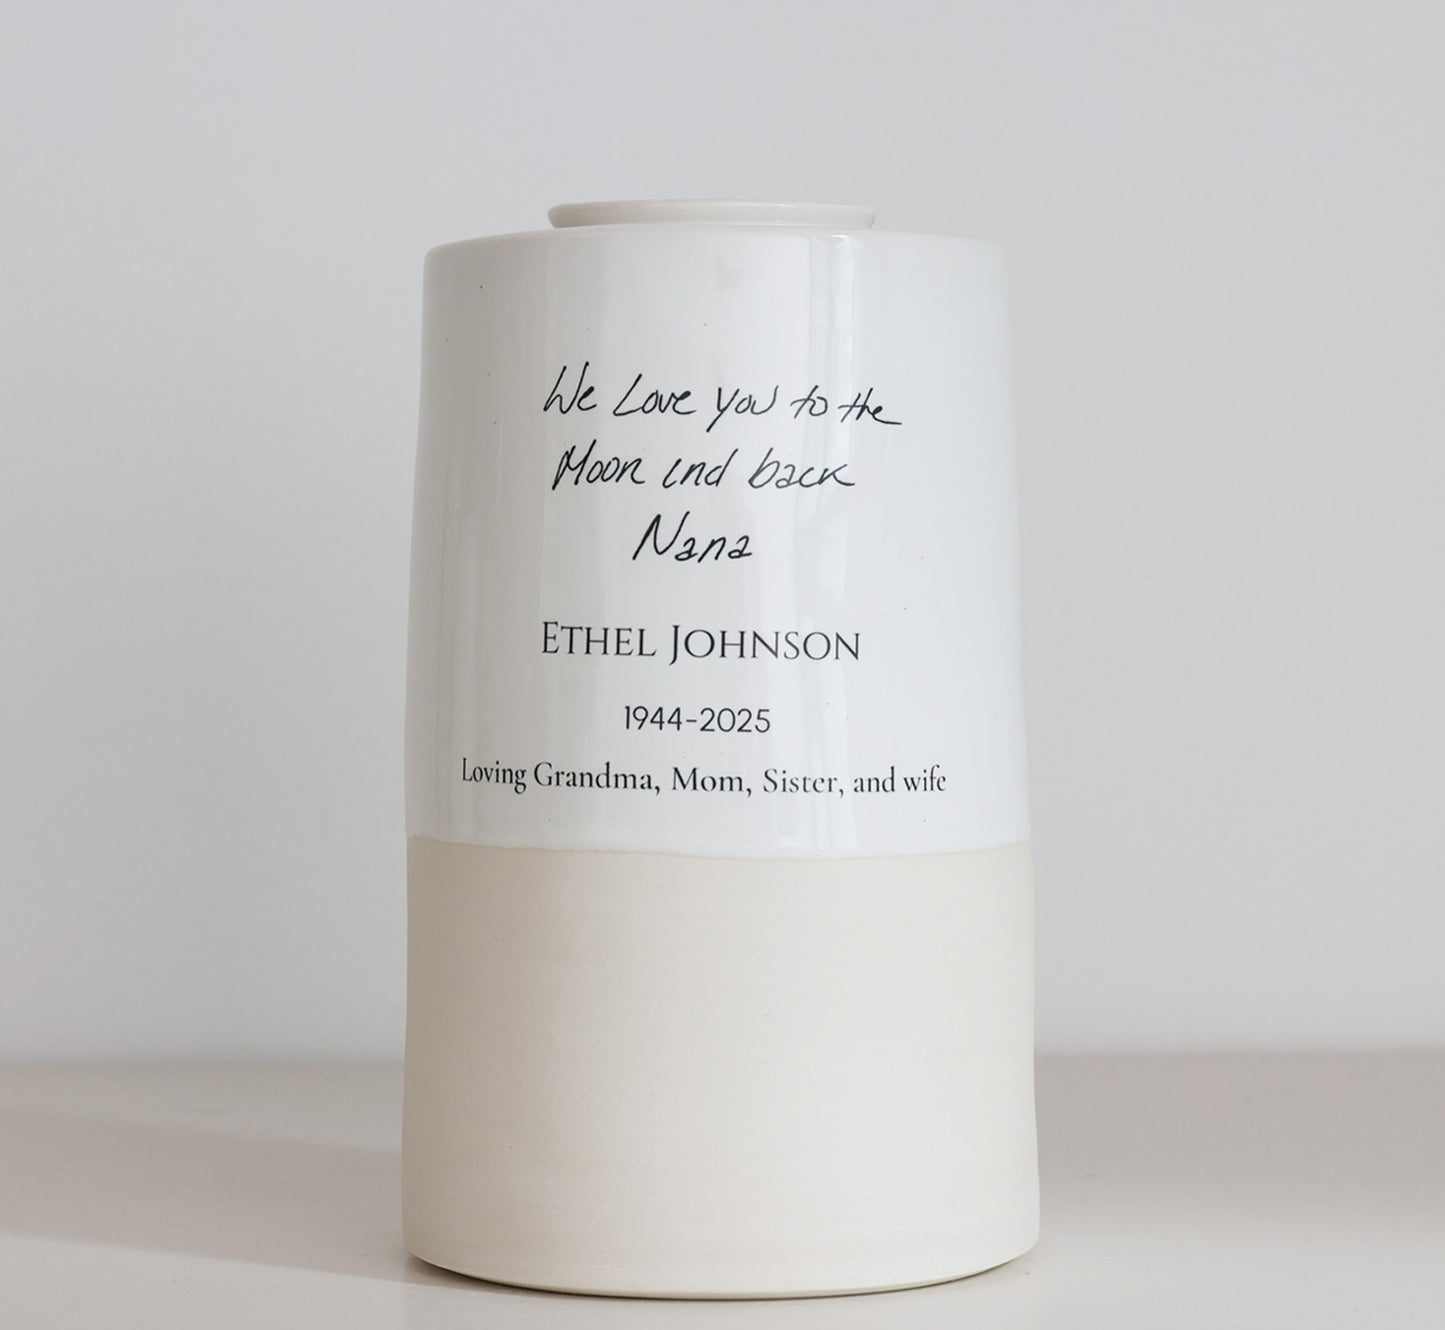 We Love you to the
Moon and back
Nana
ETHEL JOHNSON
1944-2025
Loving Grandma, Mom, Sister, and wife